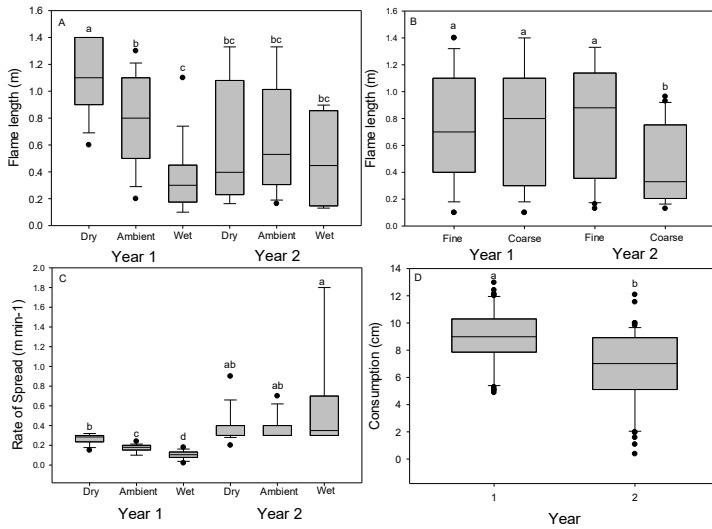 A
a
b
c
bc
bc
bc
Flame length (m)
1.6
1.4
1.2
1.0
0.8
0.6
0.4
0.2
0.0
Dry Ambient Wet Dry Ambient Wet
Year 1 Year 2
B
a
a
a
b
Flame length (m)
1.6
1.4
1.2
1.0
0.8
0.6
0.4
0.2
0.0
Fine Coarse Fine Coarse
Year 1 Year 2
C
b
c
d
ab
ab
a
Rate of Spread (m min-1)
2.0
1.8
1.6
1.4
1.2
1.0
0.8
0.6
0.4
0.2
0.0
Dry Ambient Wet Dry Ambient Wet
Year 1 Year 2
D
a
b
Consumption (cm)
14
12
10
8
6
4
2
0
1 2
Year